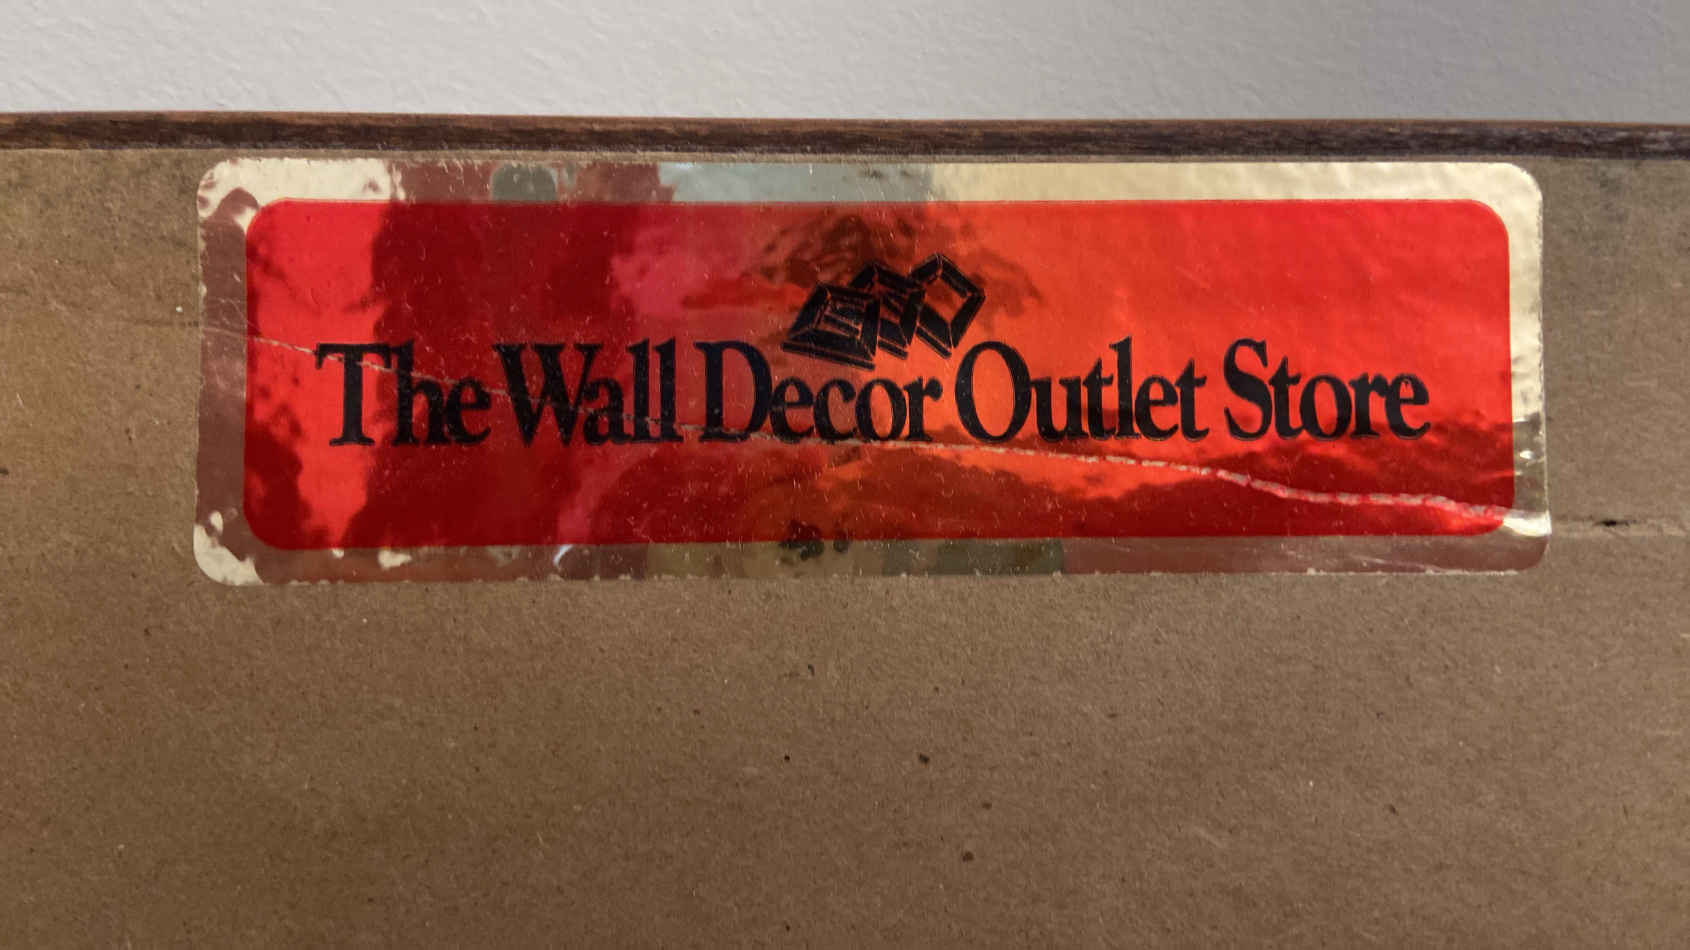 The Wall Decor Outlet Store